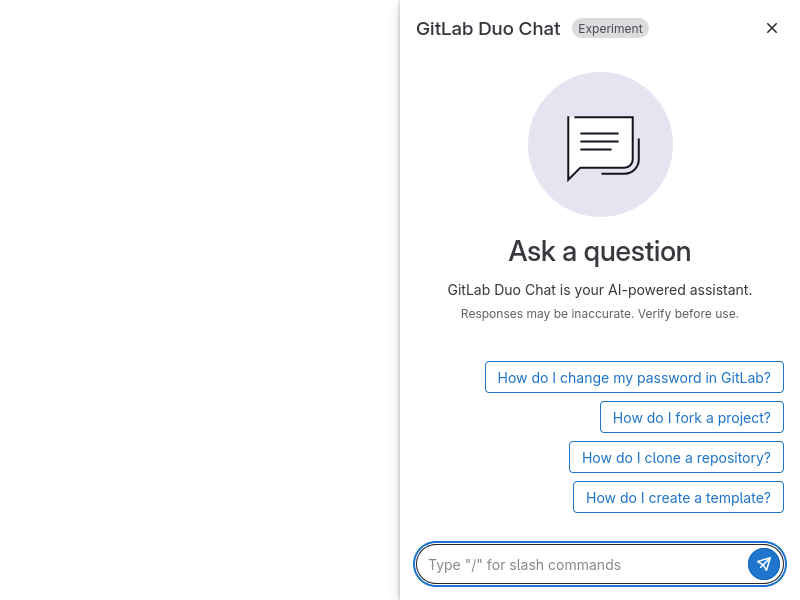 GitLab Duo Chat Experiment
Ask a question
GitLab Duo Chat is your AI-powered assistant.
Responses may be inaccurate. Verify before use.
How do I change my password in GitLab?
How do I fork a project?
How do I clone a repository?
How do I create a template?
Type "/" for slash commands